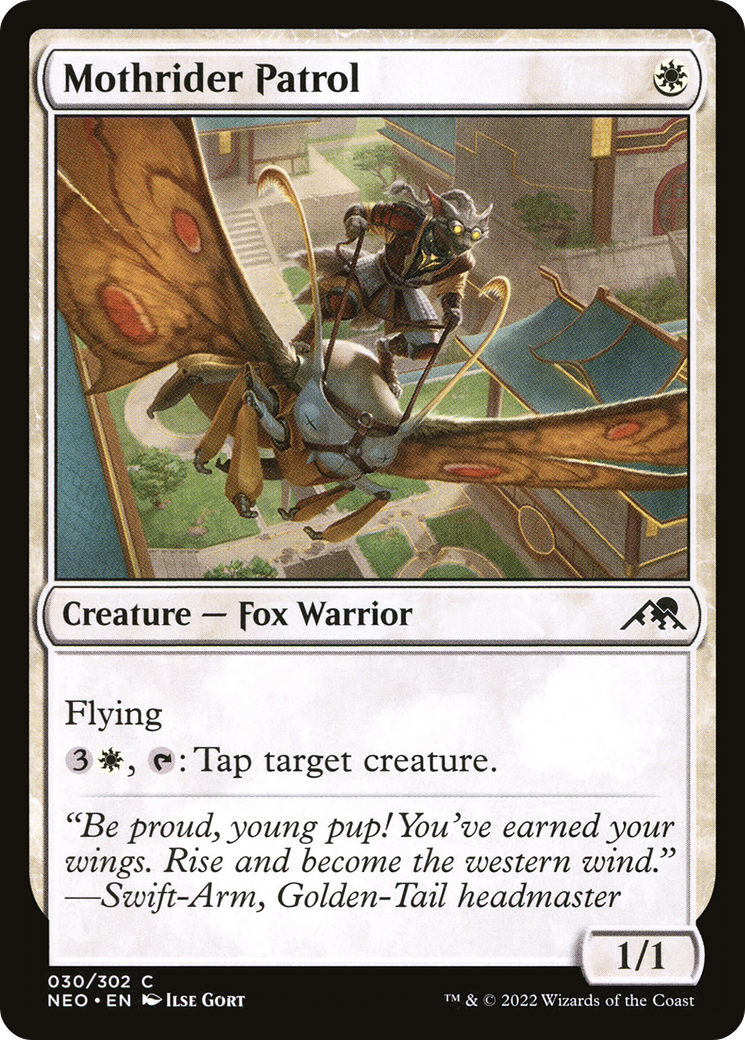 Mothrider Patrol
Creature — Fox Warrior
Flying
3, : Tap target creature.
“Be proud, young pup! You’ve earned your
wings. Rise and become the western wind.”
—Swift-Arm, Golden-Tail headmaster
1/1
030/302 C
NEO • EN Ilse Gort
™ & © 2022 Wizards of the Coast